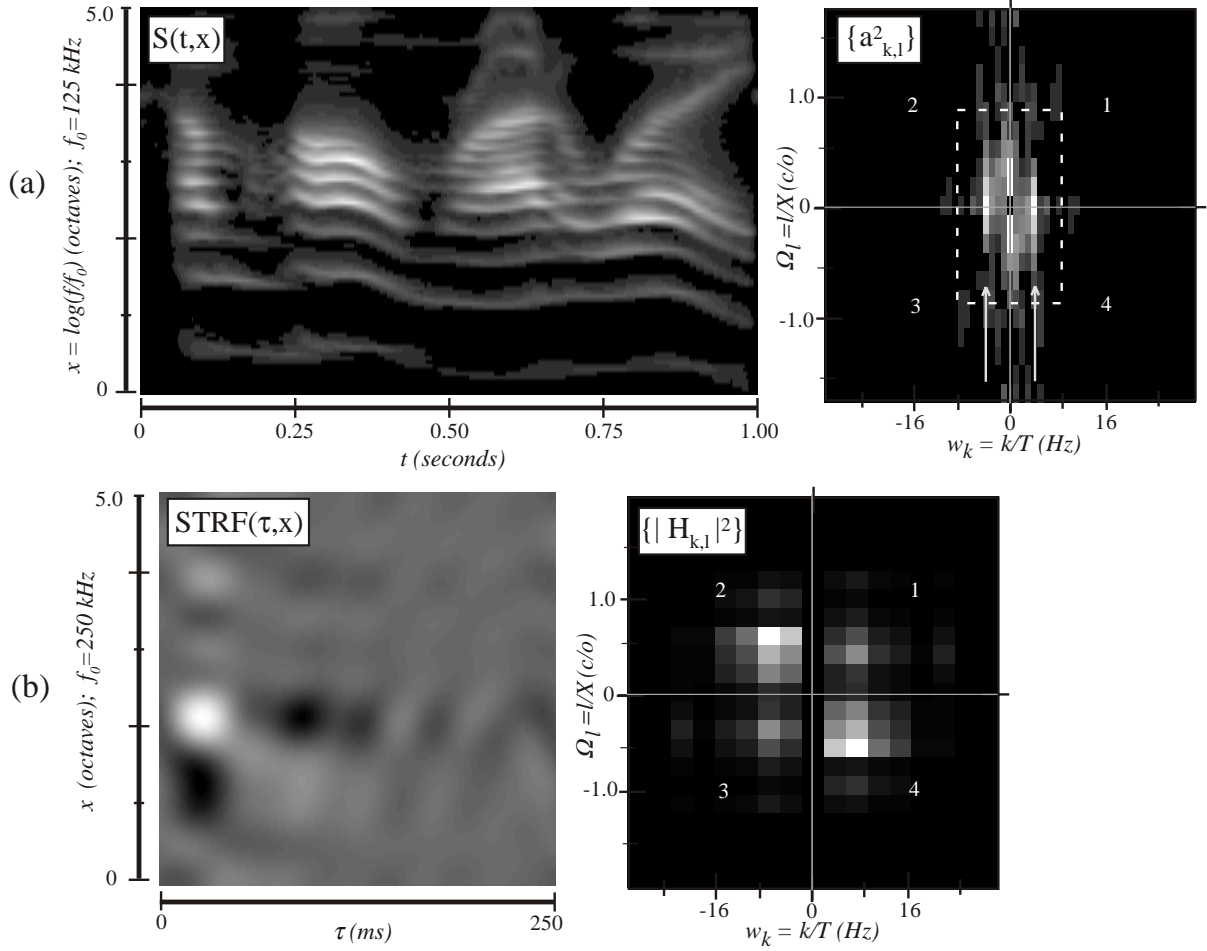 (a)
5.0
S(t,x)
x = log(f/f₀) (octaves); f₀=125 kHz
0
0
0.25
0.50
0.75
1.00
t (seconds)
{a²k,l}
2
1
1.0
0
-1.0
Ωl =l/X (c/o)
3
4
-16
0
16
wk = k/T (Hz)
(b)
5.0
STRF(τ,x)
x (octaves); f₀=250 kHz
0
0
250
τ (ms)
{| Hk,l |²}
2
1
1.0
0
-1.0
Ωl =l/X (c/o)
3
4
-16
0
16
wk = k/T (Hz)